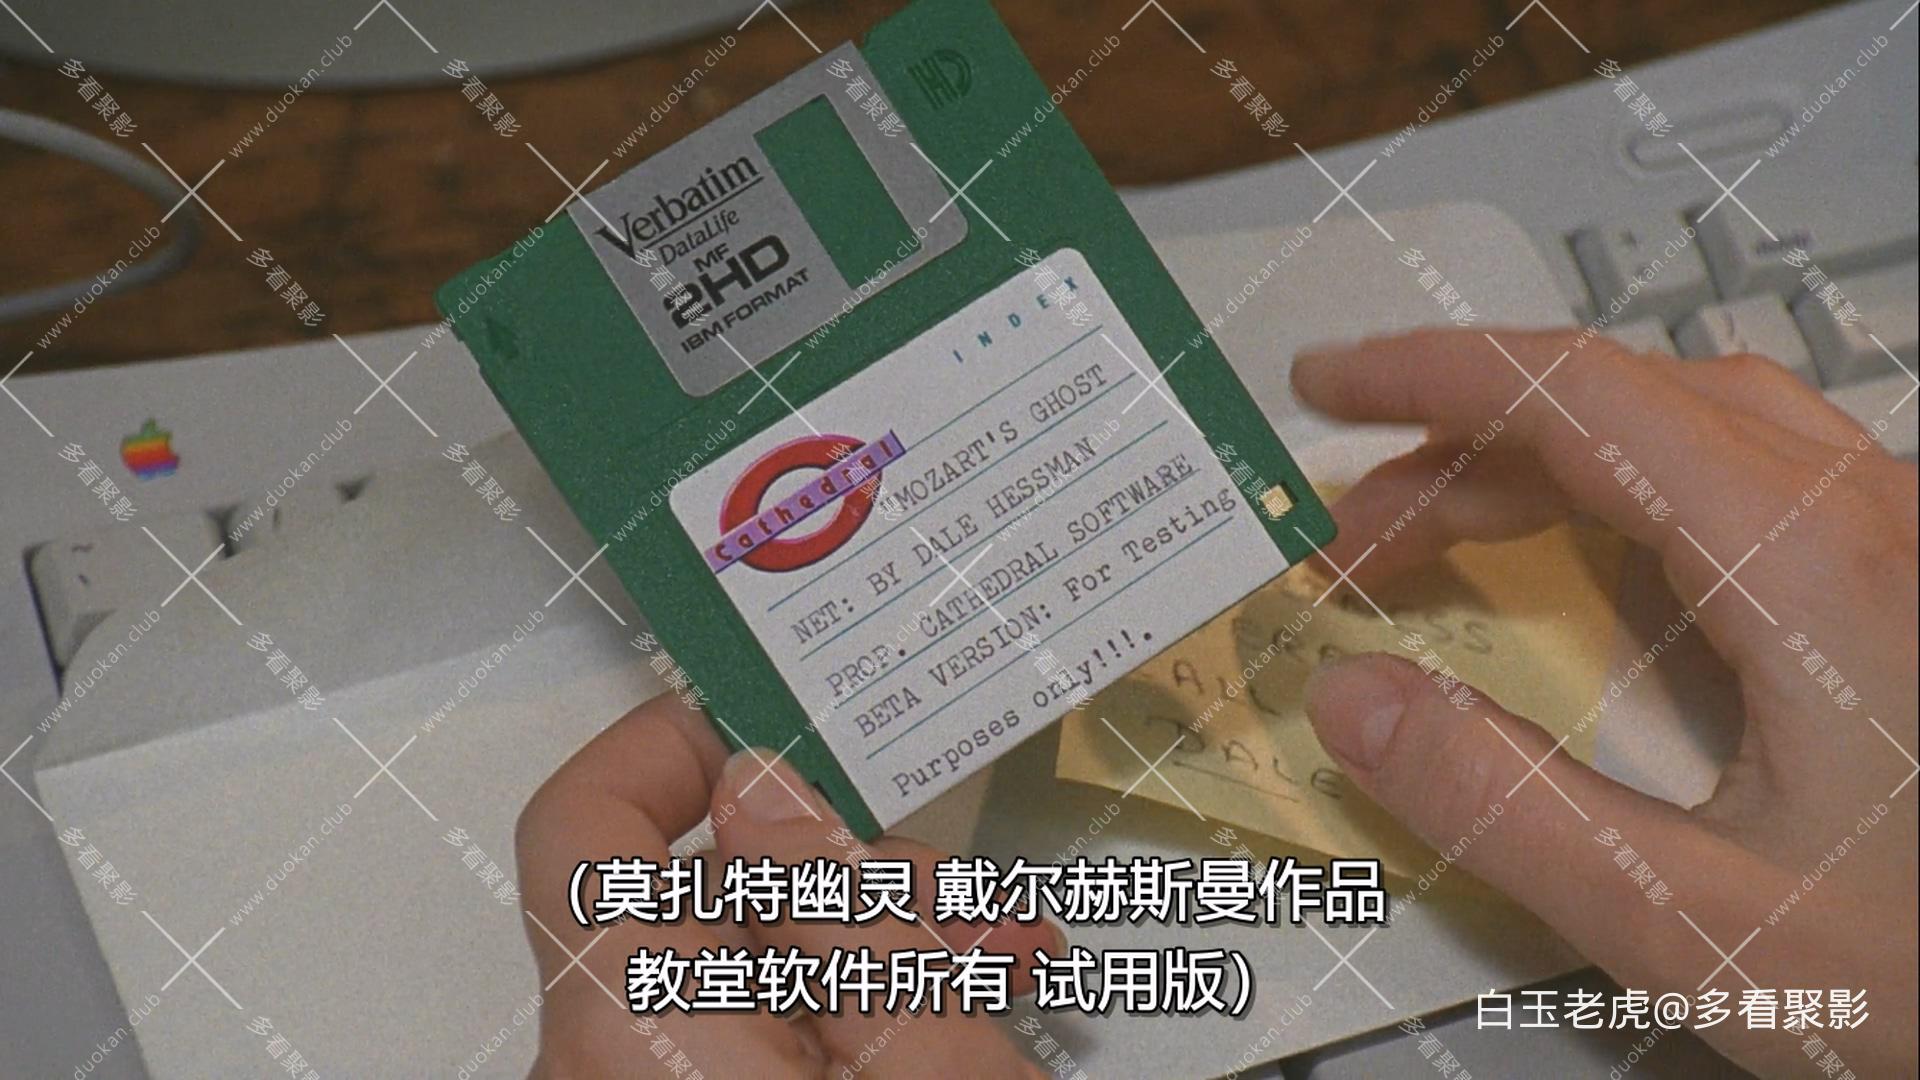 HD
Verbatim
DataLife
MF
2HD
IBM FORMAT
INDEX
Cathedral
"MOZART'S GHOST
NET: BY DALE HESSMAN
PROP. CATHEDRAL SOFTWARE
BETA VERSION: For Testing
Purposes only!!!.
DALE
(莫扎特幽灵 戴尔赫斯曼作品
教堂软件所有 试用版)
白玉老虎@多看聚影
多看聚影
www.duokan.club